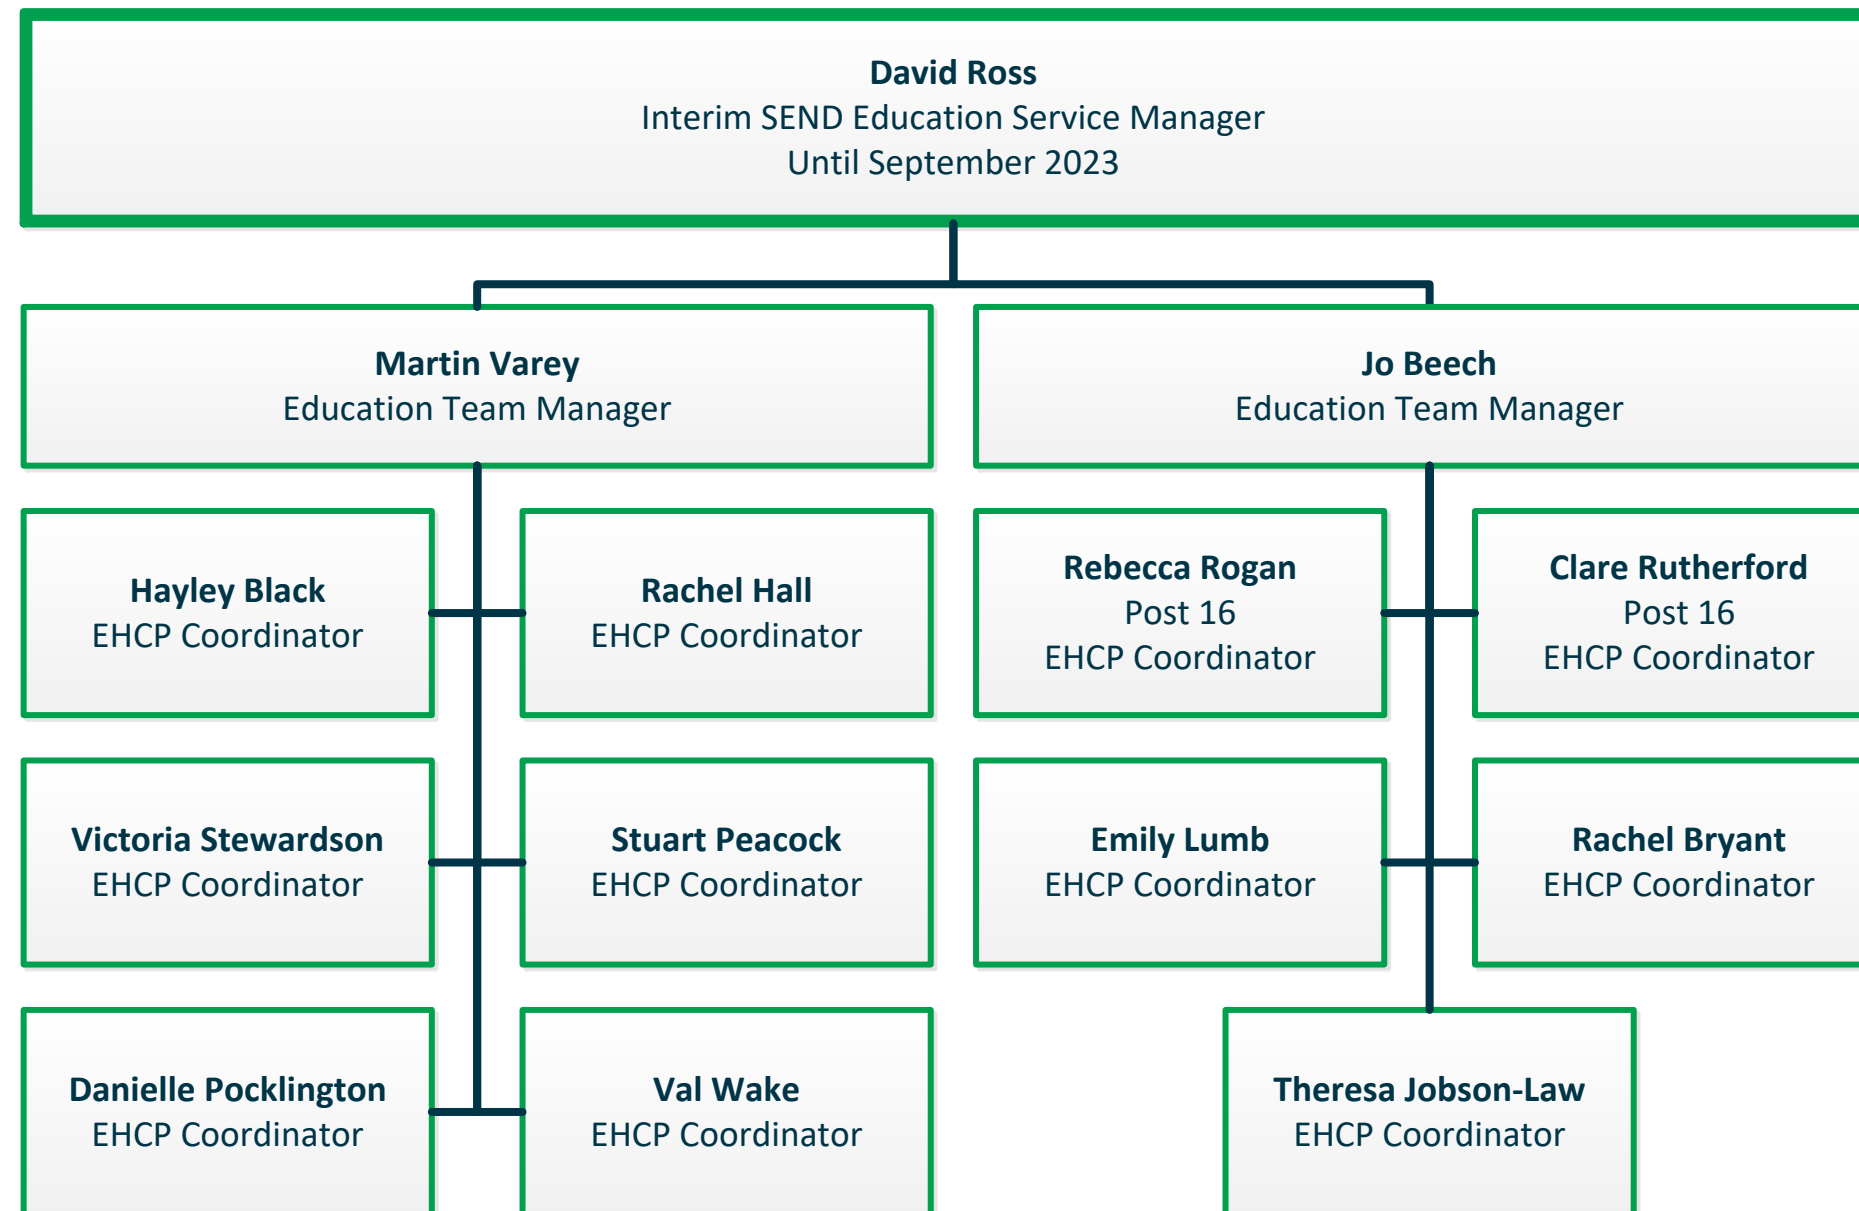 David Ross
Interim SEND Education Service Manager
Until September 2023
Martin Varey
Education Team Manager
Jo Beech
Education Team Manager
Hayley Black
EHCP Coordinator
Rachel Hall
EHCP Coordinator
Rebecca Rogan
Post 16
EHCP Coordinator
Clare Rutherford
Post 16
EHCP Coordinator
Victoria Stewardson
EHCP Coordinator
Stuart Peacock
EHCP Coordinator
Emily Lumb
EHCP Coordinator
Rachel Bryant
EHCP Coordinator
Danielle Pocklington
EHCP Coordinator
Val Wake
EHCP Coordinator
Theresa Jobson-Law
EHCP Coordinator